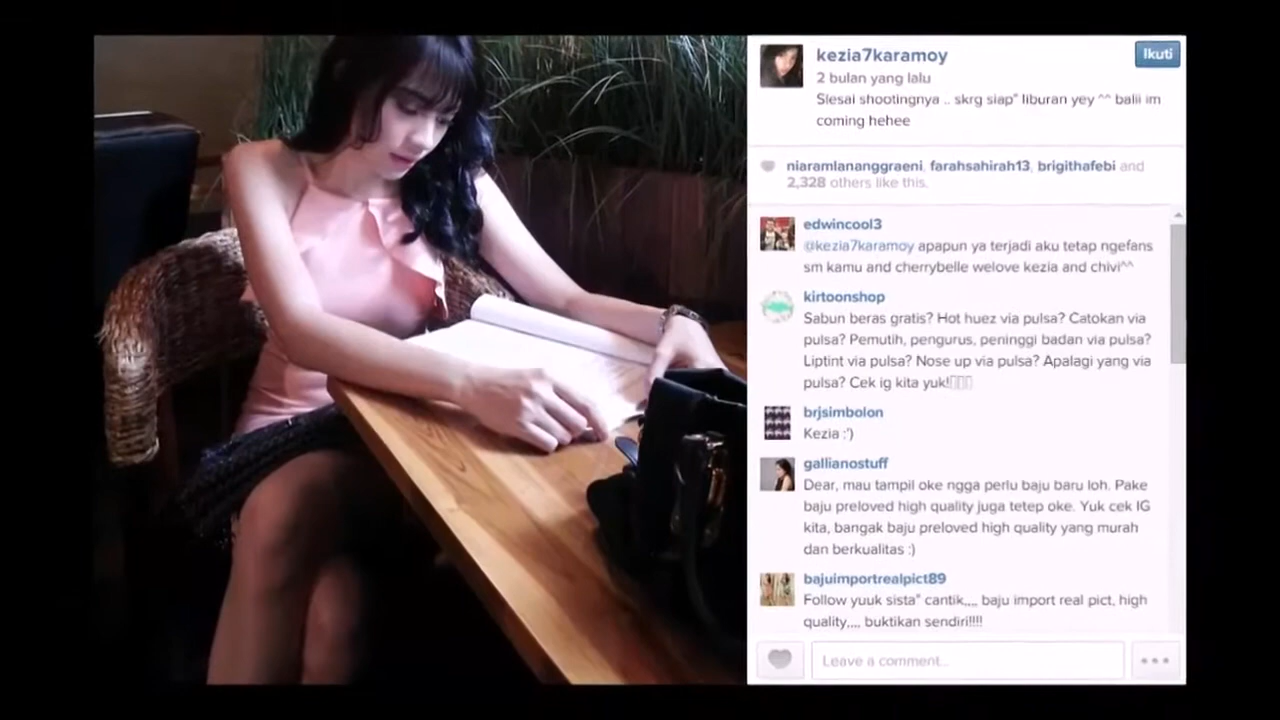 kezia7karamoy
Ikuti
2 bulan yang lalu
Slesai shootingnya .. skrg siap" liburan yey ^^ balii im
coming hehee
niaramlananggraeni, farahsahirah13, brigithafebi and
2,328 others like this.
edwincool3
@kezia7karamoy apapun ya terjadi aku tetap ngefans
sm kamu and cherrybelle welove kezia and chivi^^
kirtoonshop
Sabun beras gratis? Hot huez via pulsa? Catokan via
pulsa? Pemutih, pengurus, peninggi badan via pulsa?
Liptint via pulsa? Nose up via pulsa? Apalagi yang via
pulsa? Cek ig kita yuk!
brjsimbolon
Kezia :')
gallianostuff
Dear, mau tampil oke ngga perlu baju baru loh. Pake
baju preloved high quality juga tetep oke. Yuk cek IG
kita, bangak baju preloved high quality yang murah
dan berkualitas :)
bajuimportrealpict89
Follow yuuk sista" cantik,,,, baju import real pict, high
quality,,,, buktikan sendiri!!!!
Leave a comment...